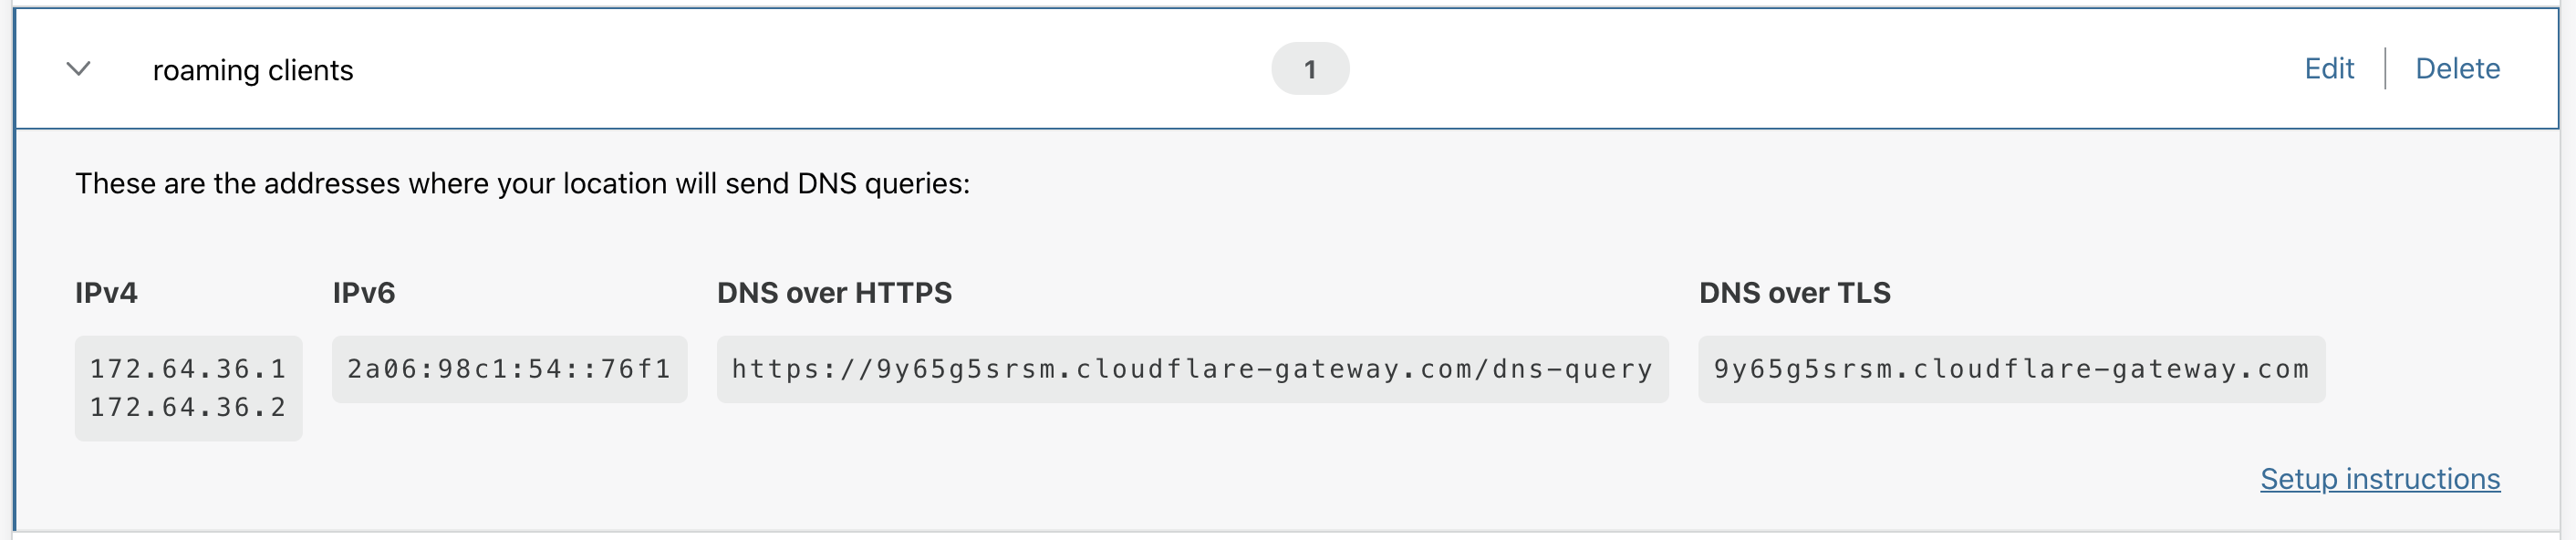 roaming clients
1
Edit
Delete
These are the addresses where your location will send DNS queries:
IPv4
172.64.36.1
172.64.36.2
IPv6
2a06:98c1:54::76f1
DNS over HTTPS
https://9y65g5srsm.cloudflare-gateway.com/dns-query
DNS over TLS
9y65g5srsm.cloudflare-gateway.com
Setup instructions